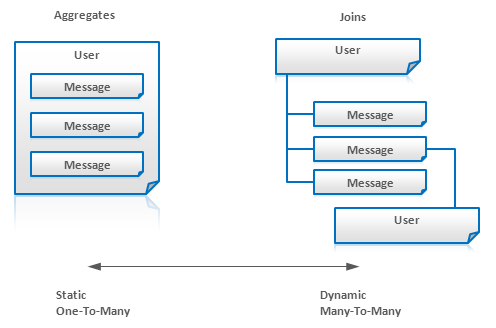 Aggregates
User
Message
Message
Message
Static
One-To-Many
Joins
User
Message
Message
Message
User
Dynamic
Many-To-Many